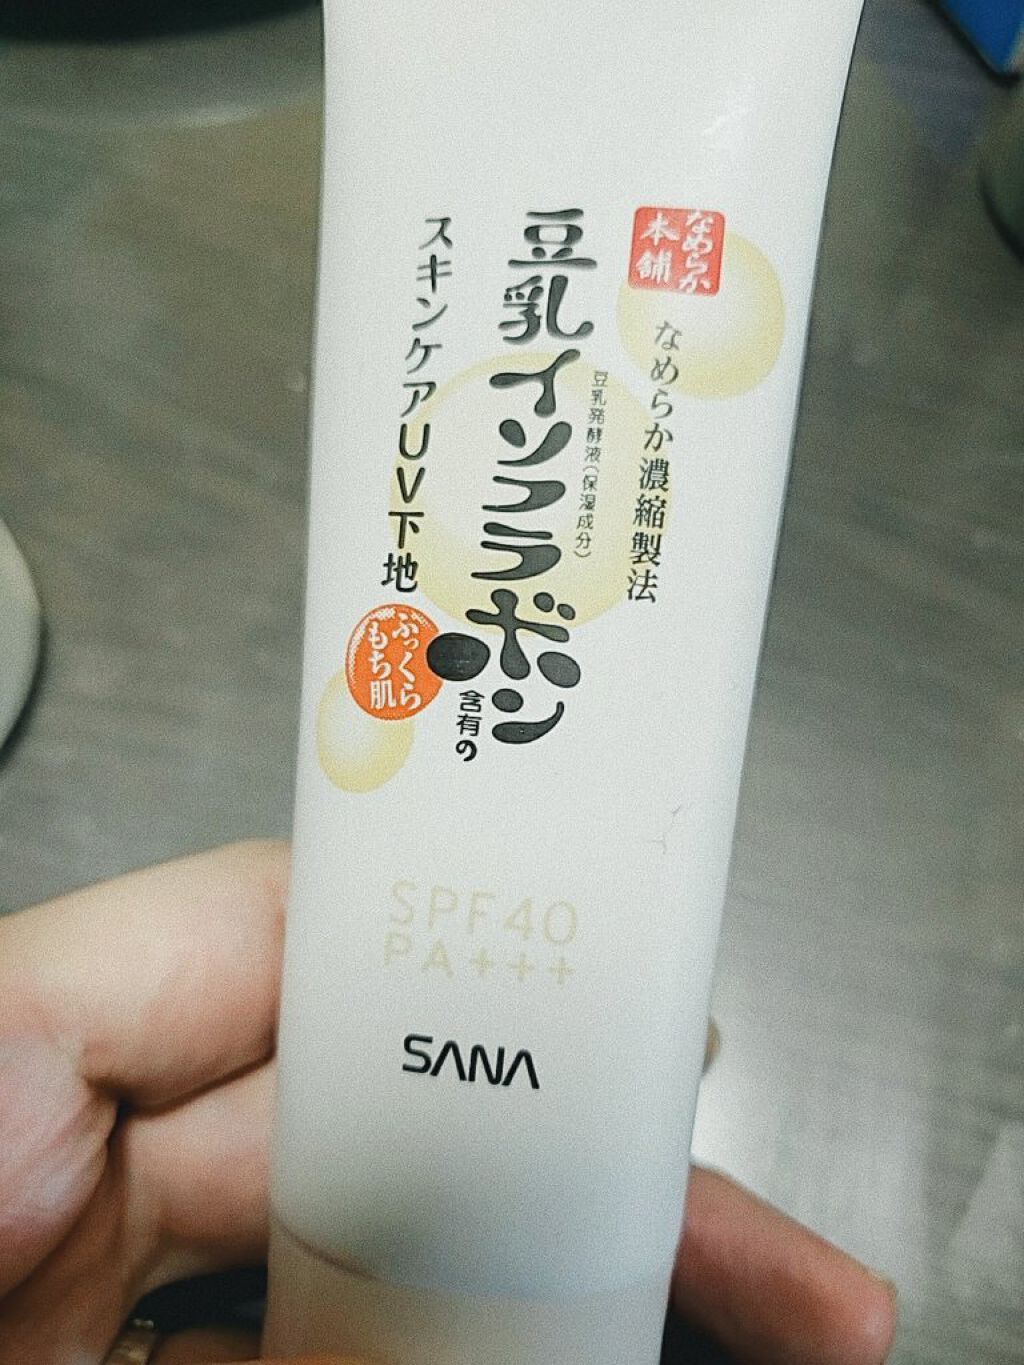 なめらか
本舗
なめらか濃縮製法
豆乳発酵液(保湿成分)
豆乳イソフラボン
含有の
スキンケアUV下地
ふっくら
もち肌
SPF40
PA+++
SANA